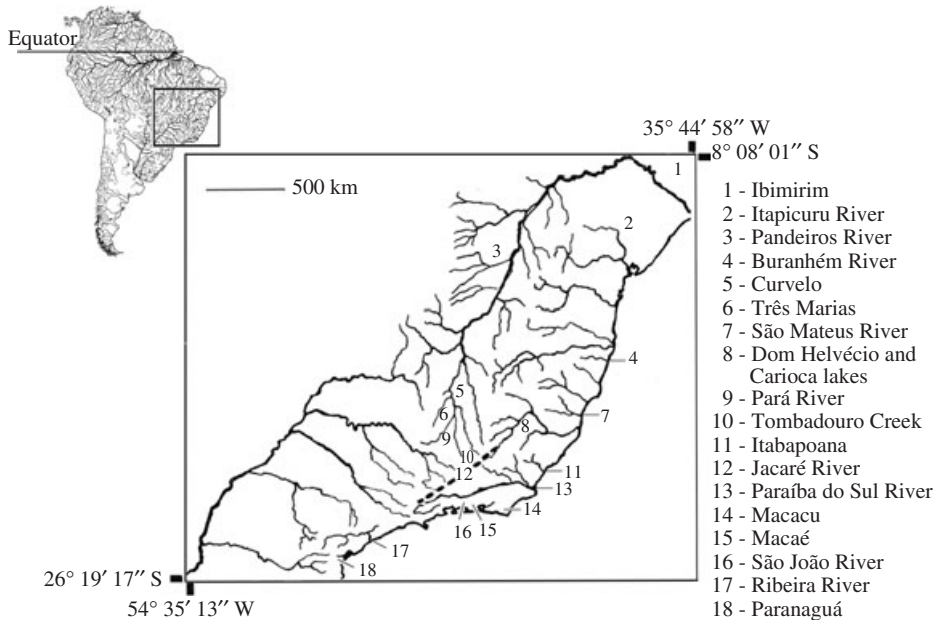 Equator
35° 44′ 58″ W
8° 08′ 01″ S
500 km
1
2
3
4
5
6
7
8
9
10
11
12
13
14
15
16
17
18
26° 19′ 17″ S
54° 35′ 13″ W
1 - Ibimirim
2 - Itapicuru River
3 - Pandeiros River
4 - Buranhém River
5 - Curvelo
6 - Três Marias
7 - São Mateus River
8 - Dom Helvécio and
Carioca lakes
9 - Pará River
10 - Tombadouro Creek
11 - Itabapoana
12 - Jacaré River
13 - Paraíba do Sul River
14 - Macacu
15 - Macaé
16 - São João River
17 - Ribeira River
18 - Paranaguá